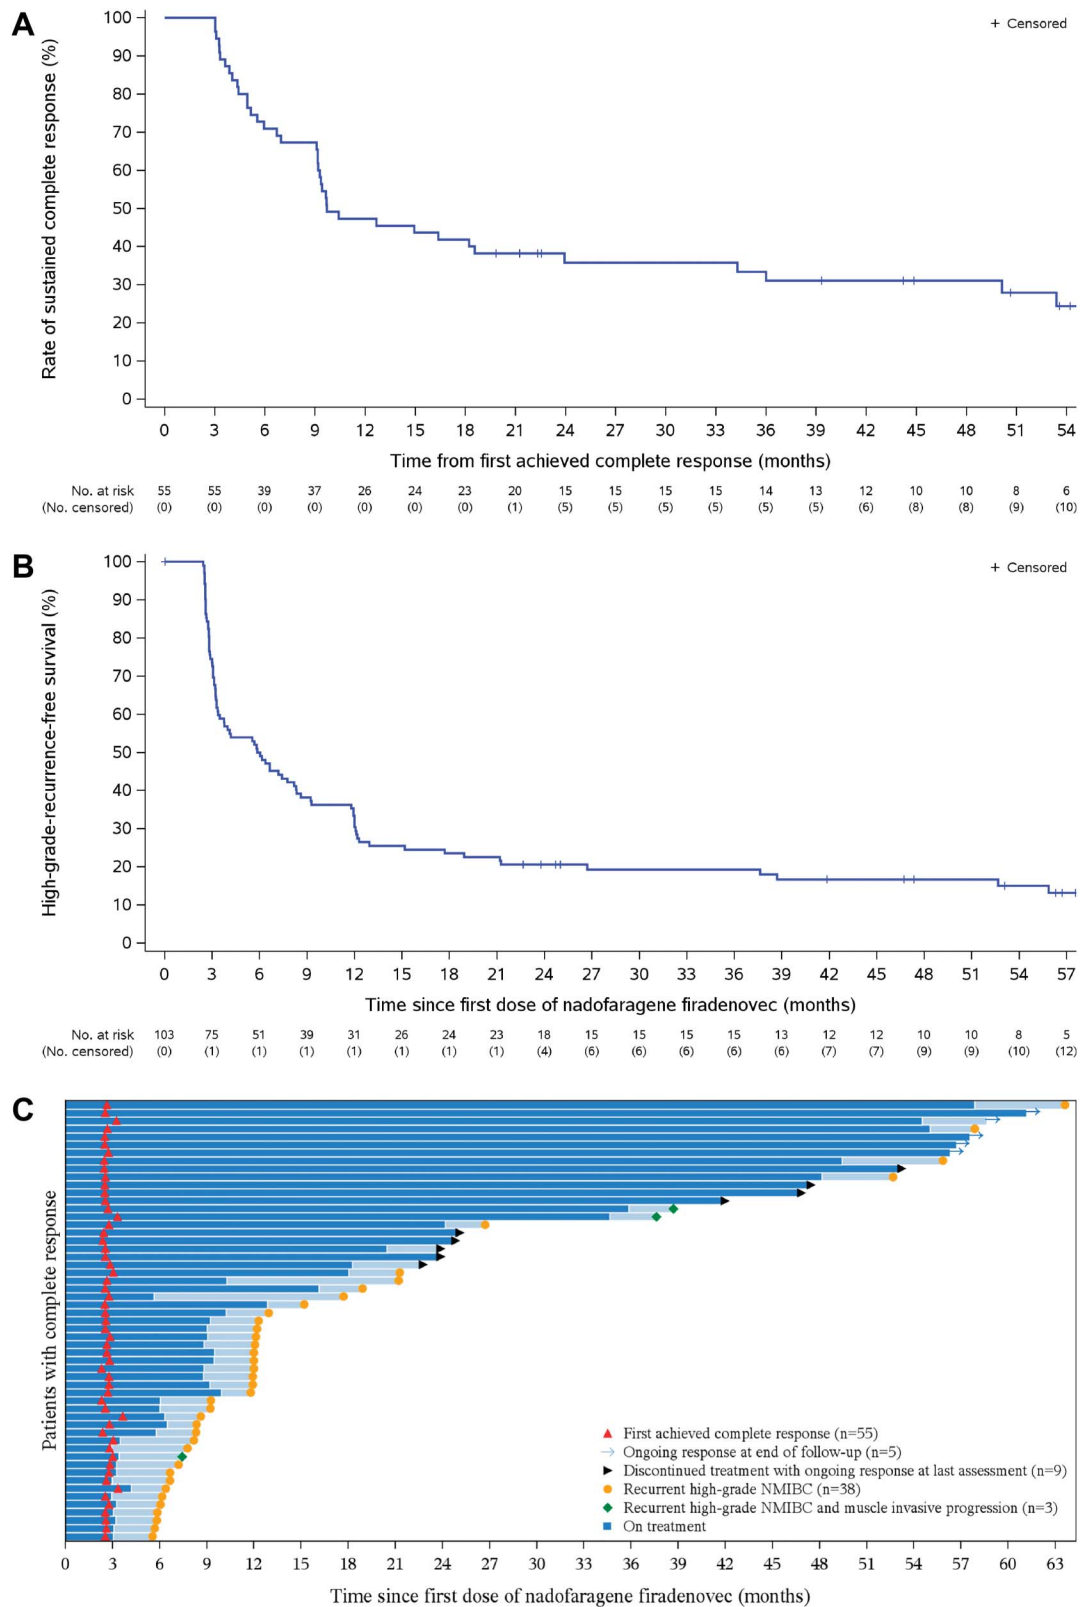 A
+ Censored
Rate of sustained complete response (%)
100
90
80
70
60
50
40
30
20
10
0
0 3 6 9 12 15 18 21 24 27 30 33 36 39 42 45 48 51 54
Time from first achieved complete response (months)
No. at risk 55 55 39 37 26 24 23 20 15 15 15 15 14 13 12 10 10 8 6
(No. censored) (0) (0) (0) (0) (0) (0) (0) (1) (5) (5) (5) (5) (5) (5) (6) (8) (8) (9) (10)
B
+ Censored
High-grade-recurrence-free survival (%)
100
90
80
70
60
50
40
30
20
10
0
0 3 6 9 12 15 18 21 24 27 30 33 36 39 42 45 48 51 54 57
Time since first dose of nadofaragene firadenovec (months)
No. at risk 103 75 51 39 31 26 24 23 18 15 15 15 15 13 12 12 10 10 8 5
(No. censored) (0) (1) (1) (1) (1) (1) (1) (1) (4) (6) (6) (6) (6) (6) (7) (7) (9) (9) (10) (12)
C
Patients with complete response
First achieved complete response (n=55)
Ongoing response at end of follow-up (n=5)
Discontinued treatment with ongoing response at last assessment (n=9)
Recurrent high-grade NMIBC (n=38)
Recurrent high-grade NMIBC and muscle invasive progression (n=3)
On treatment
0 3 6 9 12 15 18 21 24 27 30 33 36 39 42 45 48 51 54 57 60 63
Time since first dose of nadofaragene firadenovec (months)